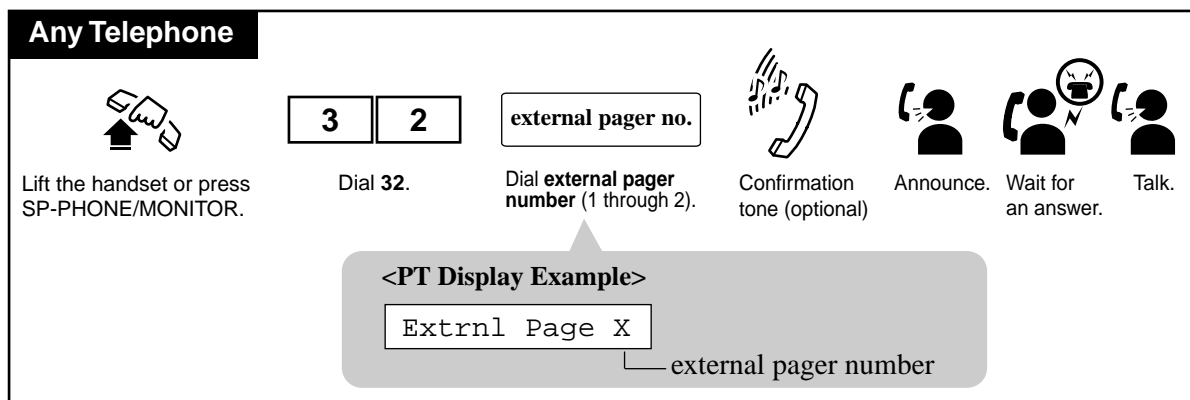 Any Telephone
3 2
external pager no.
Lift the handset or press
SP-PHONE/MONITOR.
Dial 32.
Dial external pager
number (1 through 2).
Confirmation
tone (optional)
Announce.
Wait for
an answer.
Talk.
<PT Display Example>
Extrnl Page X
external pager number